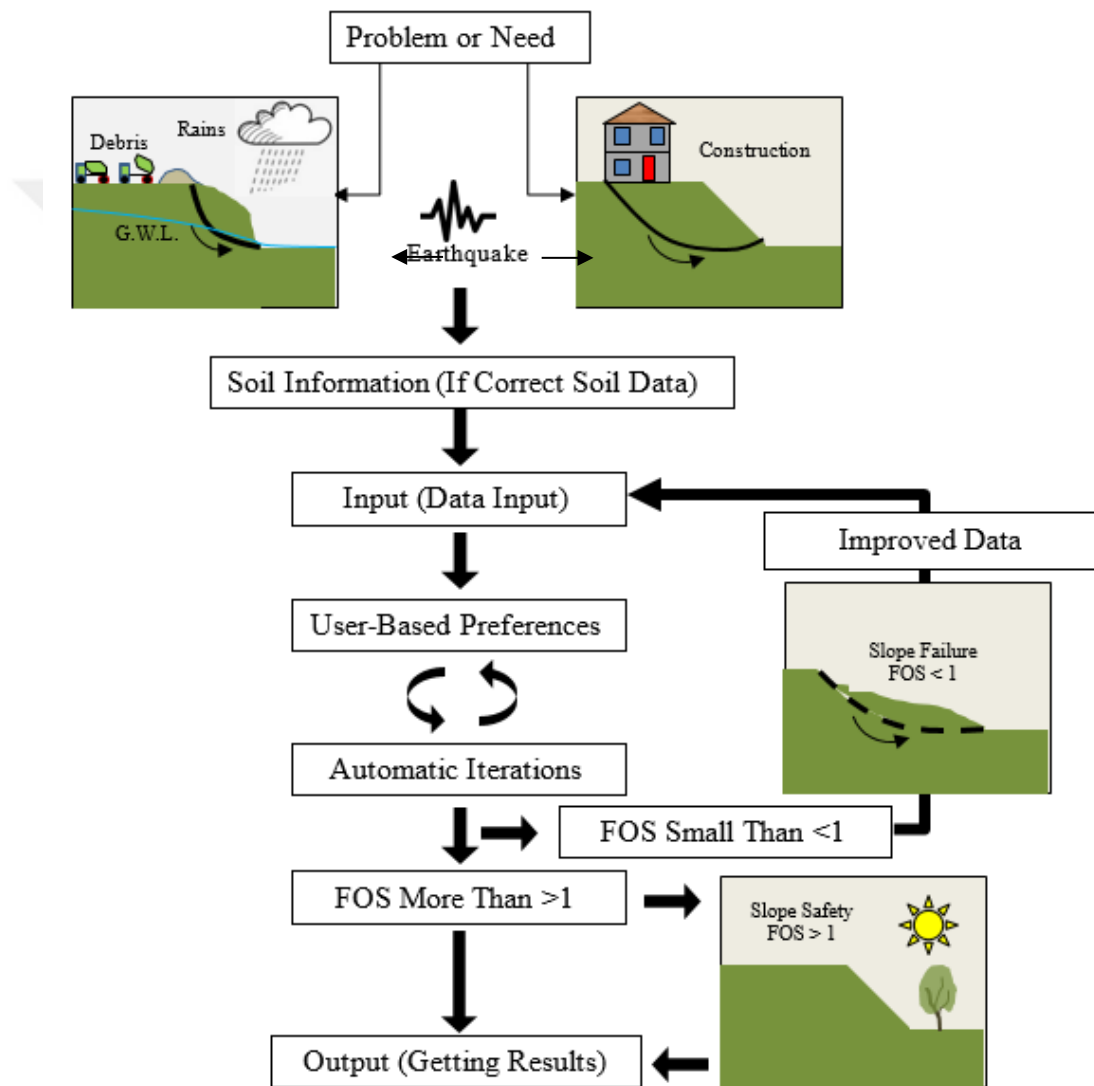 Problem or Need
Debris
Rains
G.W.L.
Construction
Earthquake
Soil Information (If Correct Soil Data)
Input (Data Input)
Improved Data
User-Based Preferences
Slope Failure
FOS < 1
Automatic Iterations
FOS Small Than <1
FOS More Than >1
Slope Safety
FOS > 1
Output (Getting Results)